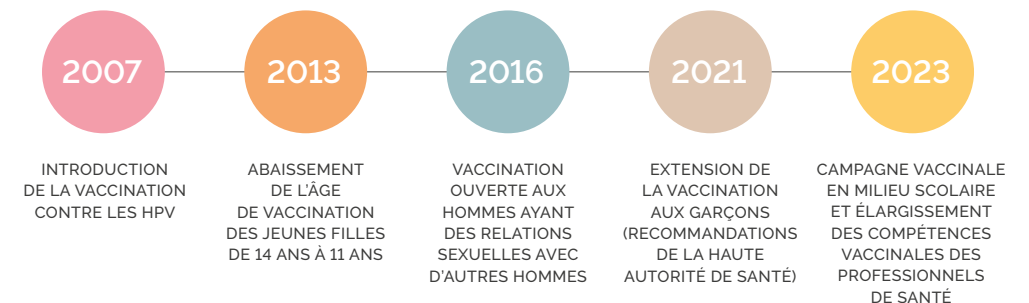 2007
INTRODUCTION
DE LA VACCINATION
CONTRE LES HPV
2013
ABAISSEMENT
DE L'ÂGE
DE VACCINATION
DES JEUNES FILLES
DE 14 ANS À 11 ANS
2016
VACCINATION
OUVERTE AUX
HOMMES AYANT
DES RELATIONS
SEXUELLES AVEC
D'AUTRES HOMMES
2021
EXTENSION DE
LA VACCINATION
AUX GARÇONS
(RECOMMANDATIONS
DE LA HAUTE
AUTORITÉ DE SANTÉ)
2023
CAMPAGNE VACCINALE
EN MILIEU SCOLAIRE
ET ÉLARGISSEMENT
DES COMPÉTENCES
VACCINALES DES
PROFESSIONNELS
DE SANTÉ